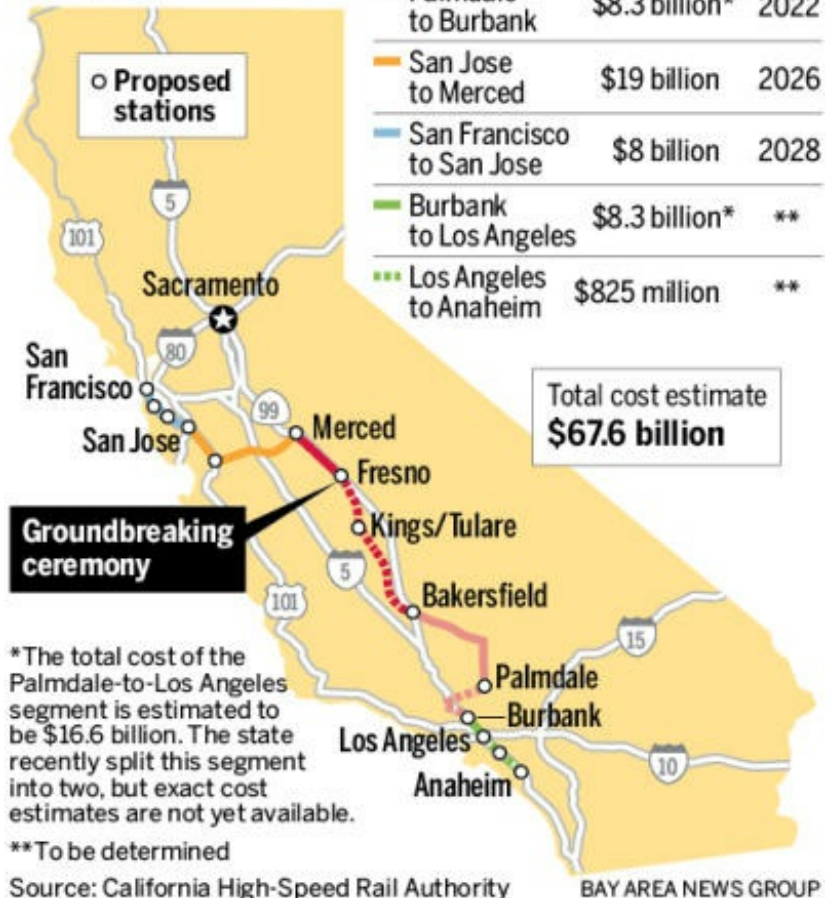 Palmdale
to Burbank
$8.3 billion*
2022
San Jose
to Merced
$19 billion
2026
San Francisco
to San Jose
$8 billion
2028
Burbank
to Los Angeles
$8.3 billion*
**
Los Angeles
to Anaheim
$825 million
**
Proposed
stations
5
101
Sacramento
80
San
Francisco
99
San Jose
Merced
Total cost estimate
$67.6 billion
Fresno
Groundbreaking
ceremony
Kings/Tulare
5
101
Bakersfield
15
*The total cost of the
Palmdale-to-Los Angeles
segment is estimated to
be $16.6 billion. The state
recently split this segment
into two, but exact cost
estimates are not yet available.
**To be determined
Palmdale
Burbank
Los Angeles
10
Anaheim
Source: California High-Speed Rail Authority
BAY AREA NEWS GROUP